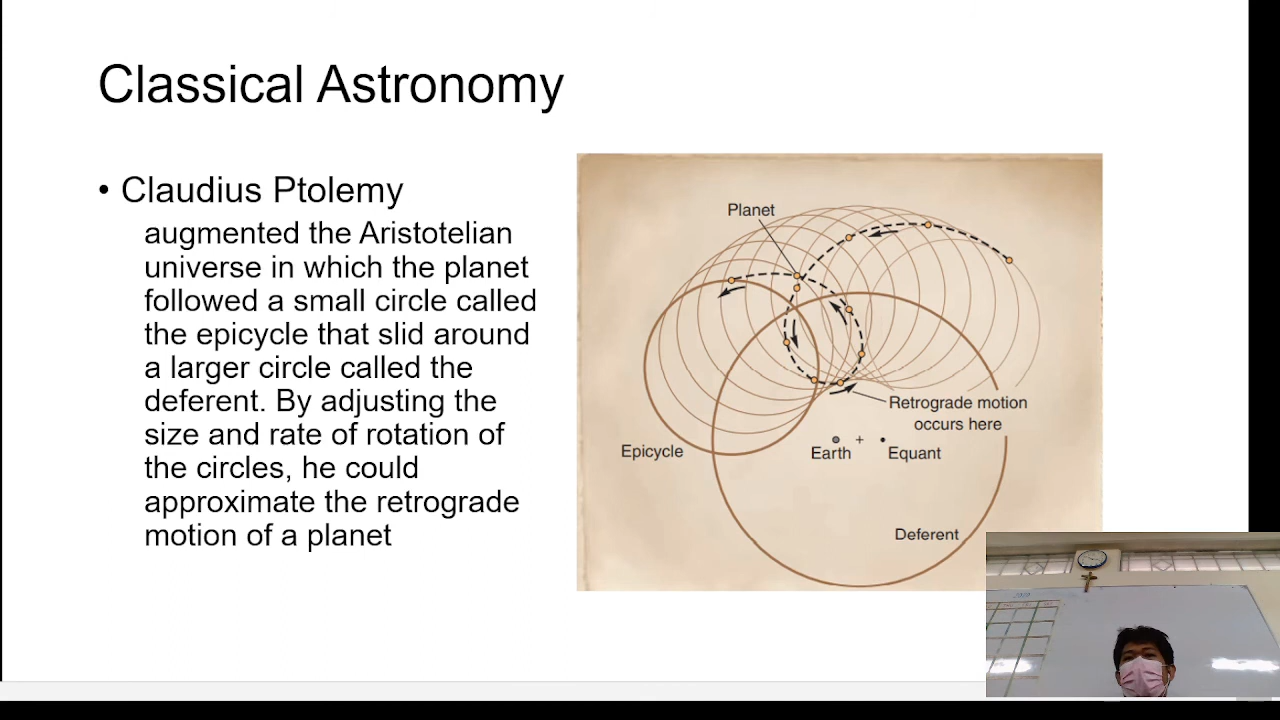 Classical Astronomy
• Claudius Ptolemy
augmented the Aristotelian
universe in which the planet
followed a small circle called
the epicycle that slid around
a larger circle called the
deferent. By adjusting the
size and rate of rotation of
the circles, he could
approximate the retrograde
motion of a planet
Planet
Retrograde motion
occurs here
Epicycle
Earth
+
Equant
Deferent